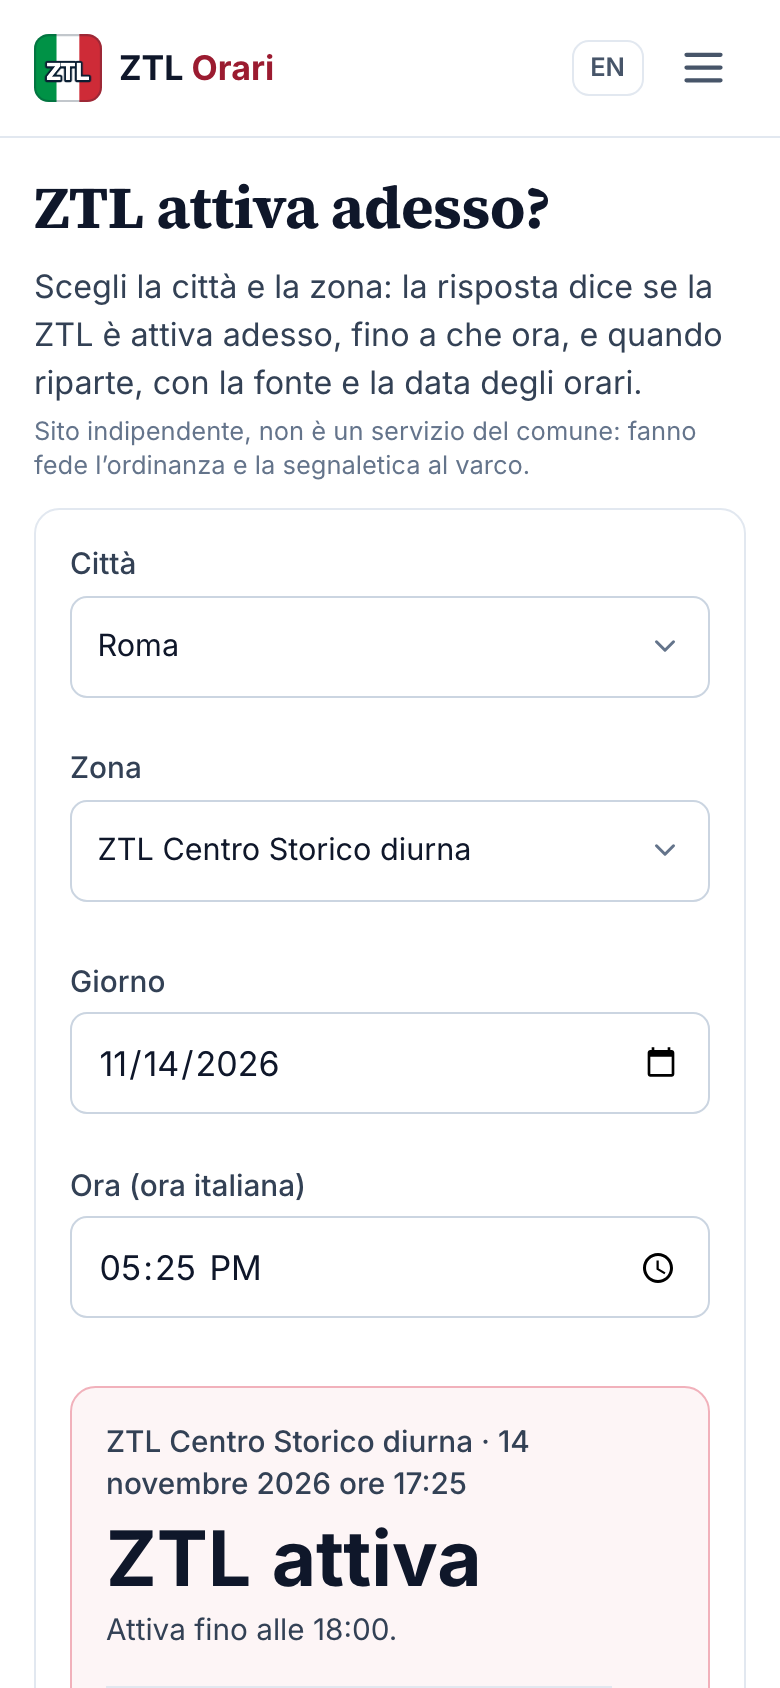 ZTL
ZTL Orari
EN
ZTL attiva adesso?
Scegli la città e la zona: la risposta dice se la
ZTL è attiva adesso, fino a che ora, e quando
riparte, con la fonte e la data degli orari.
Sito indipendente, non è un servizio del comune: fanno
fede l’ordinanza e la segnaletica al varco.
Città
Roma
Zona
ZTL Centro Storico diurna
Giorno
11/14/2026
Ora (ora italiana)
05:25 PM
ZTL Centro Storico diurna · 14
novembre 2026 ore 17:25
ZTL attiva
Attiva fino alle 18:00.